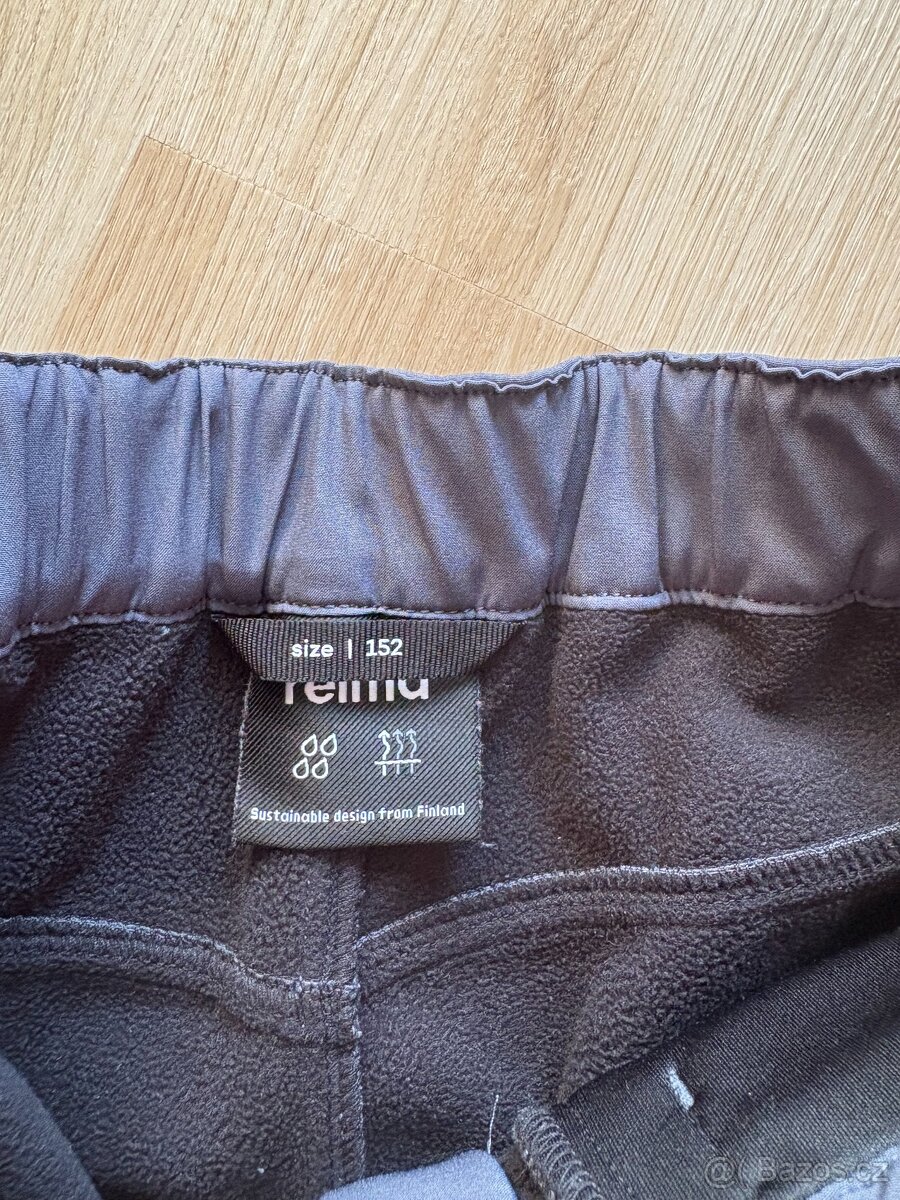 size | 152
reima
Sustainable design from Finland
@ Bazos.cz